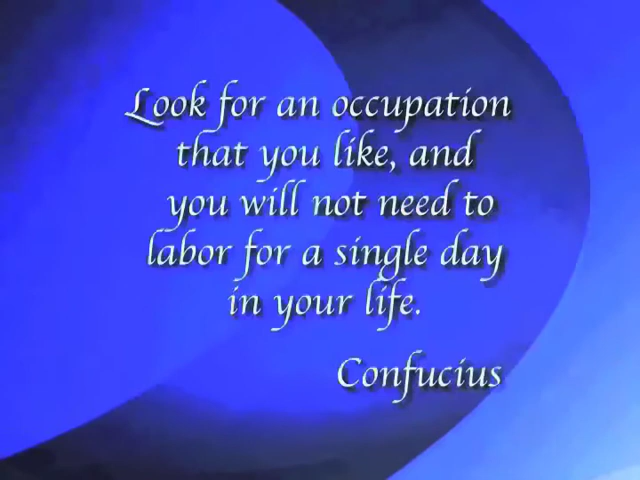 Look for an occupation
that you like, and
you will not need to
labor for a single day
in your life.
Confucius